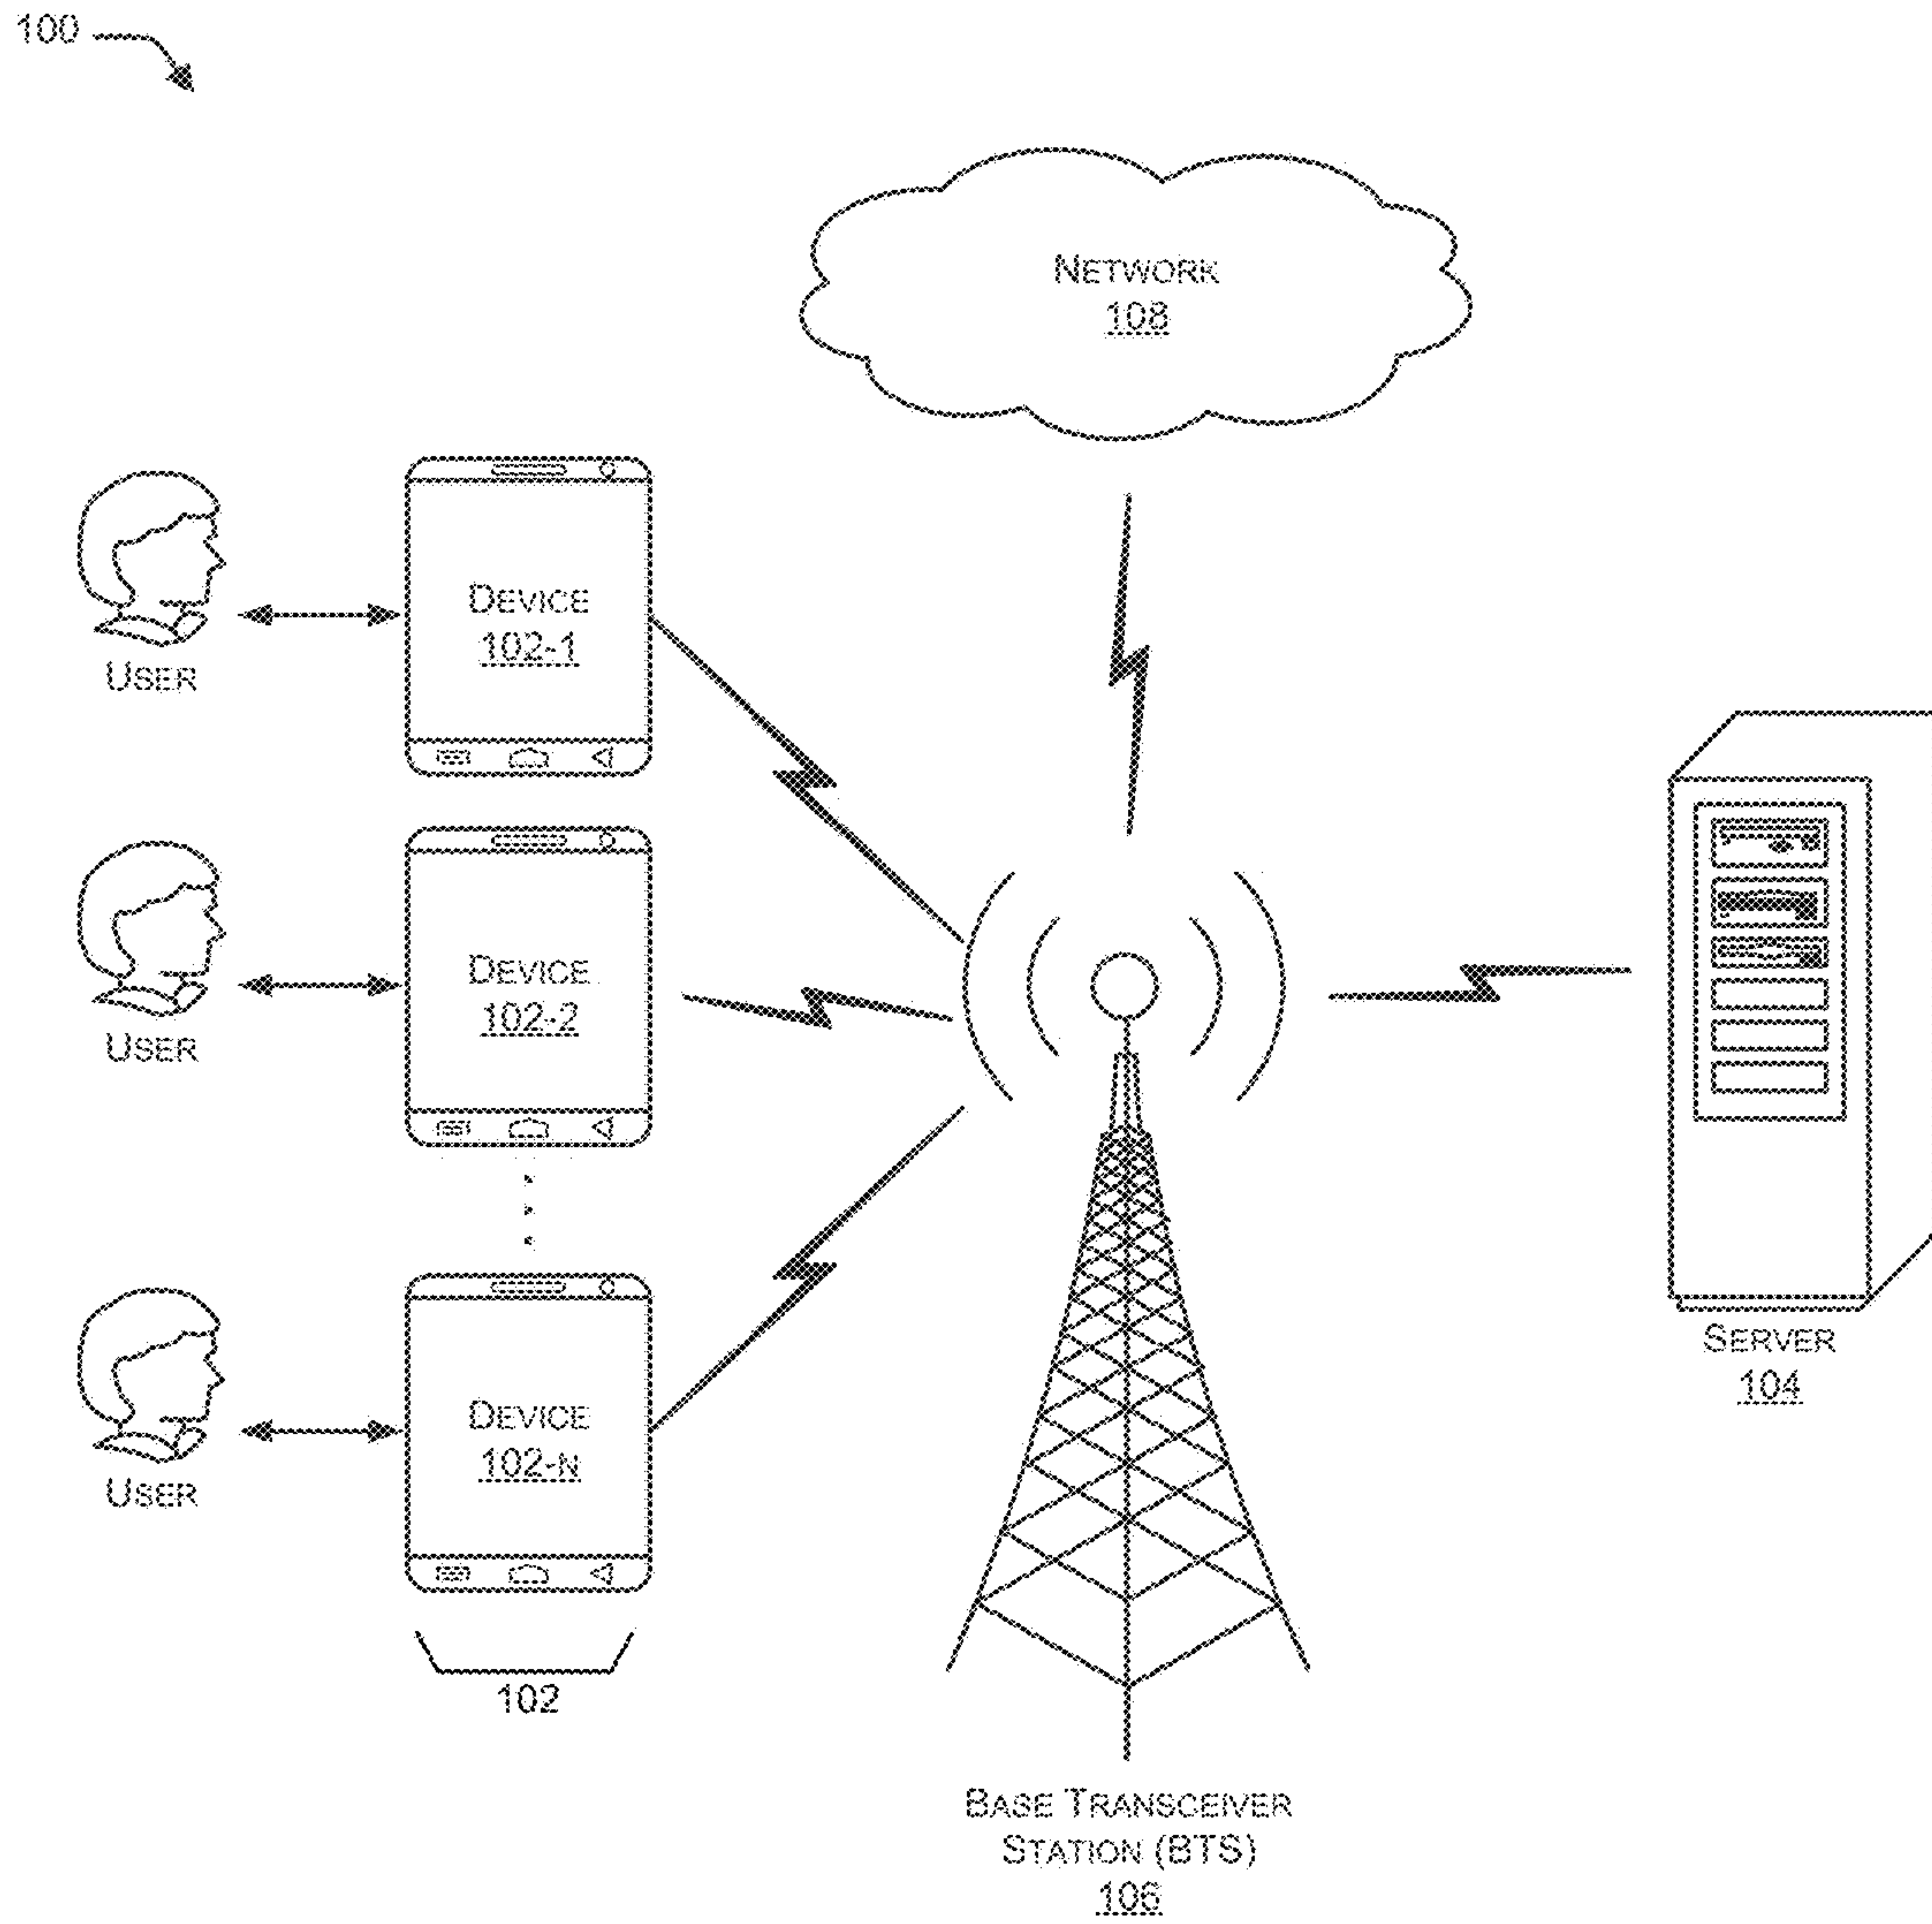 100
NETWORK
108
DEVICE
102-1
USER
DEVICE
102-2
USER
DEVICE
102-N
USER
102
SERVER
104
BASE TRANSCEIVER
STATION (BTS)
106